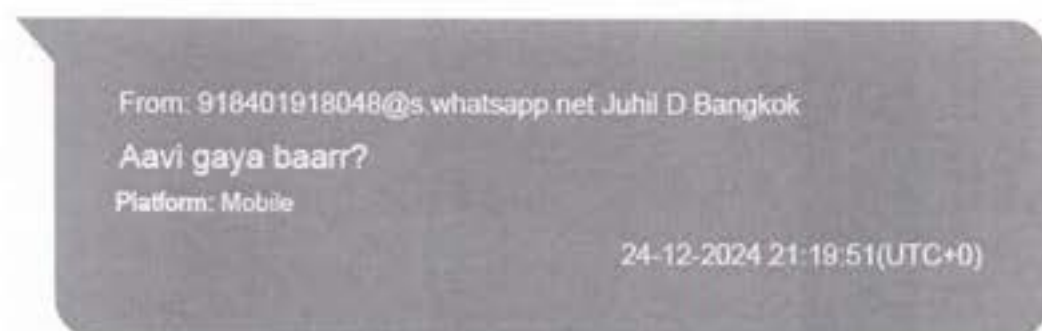 From: 918401918048@s.whatsapp.net Juhil D Bangkok
Aavi gaya baarr?
Platform: Mobile
24-12-2024 21:19:51(UTC+0)